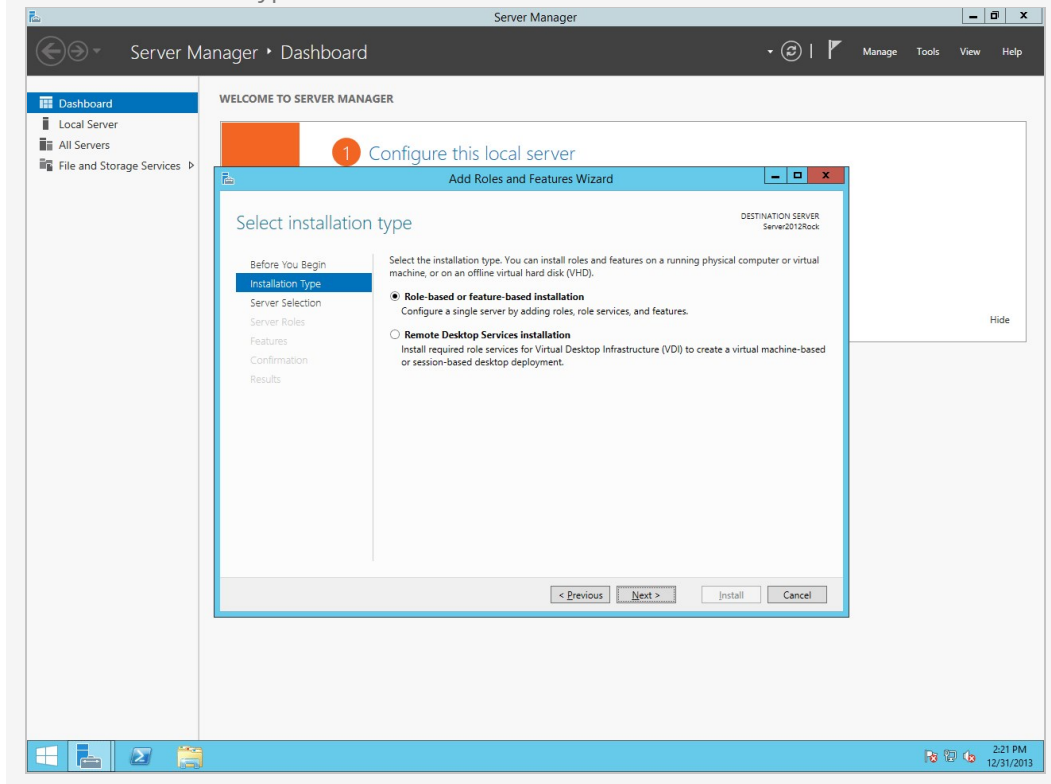 Server Manager
Server Manager • Dashboard
Manage Tools View Help
Dashboard
Local Server
All Servers
File and Storage Services
WELCOME TO SERVER MANAGER
1 Configure this local server
Add Roles and Features Wizard
Select installation type
DESTINATION SERVER
Server2012Rock
Before You Begin
Installation Type
Server Selection
Server Roles
Features
Confirmation
Results
Select the installation type. You can install roles and features on a running physical computer or virtual
machine, or on an offline virtual hard disk (VHD).
Role-based or feature-based installation
Configure a single server by adding roles, role services, and features.
Remote Desktop Services installation
Install required role services for Virtual Desktop Infrastructure (VDI) to create a virtual machine-based
or session-based desktop deployment.
Hide
< Previous Next > Install Cancel
2:21 PM
12/31/2013